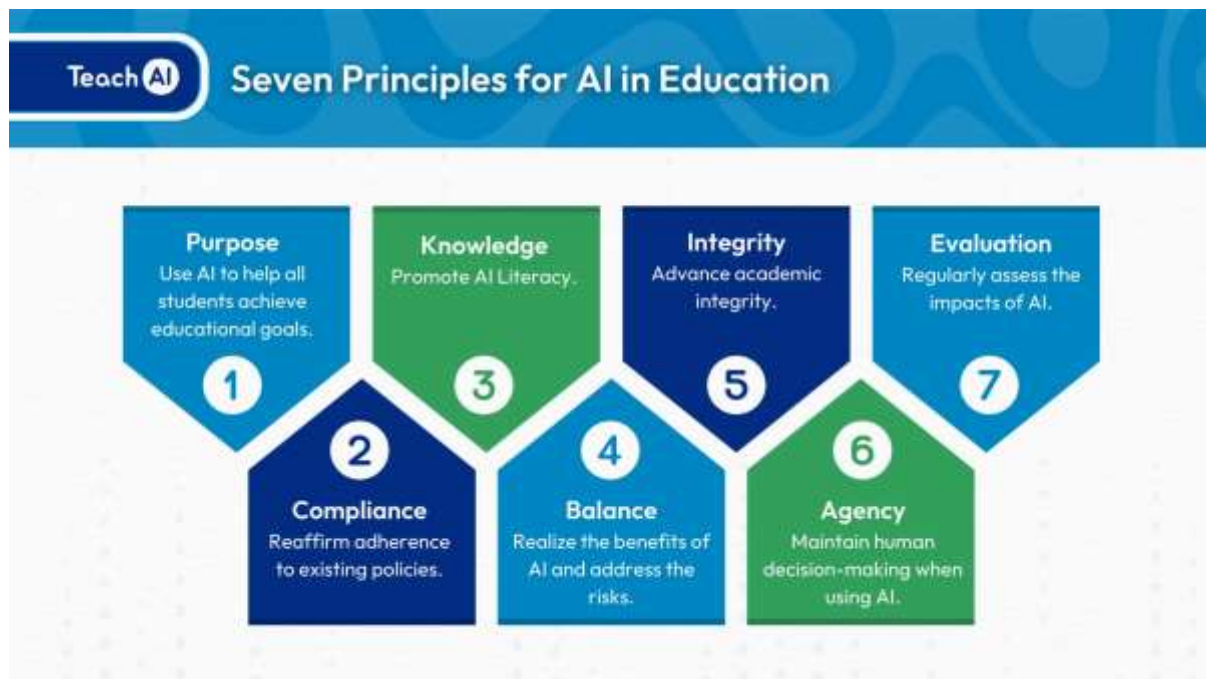 Teach AI
Seven Principles for AI in Education
Purpose
Use AI to help all
students achieve
educational goals.
1
2
Compliance
Reaffirm adherence
to existing policies.
Knowledge
Promote AI Literacy.
3
4
Balance
Realize the benefits of
AI and address the
risks.
Integrity
Advance academic
integrity.
5
6
Agency
Maintain human
decision-making when
using AI.
Evaluation
Regularly assess the
impacts of AI.
7